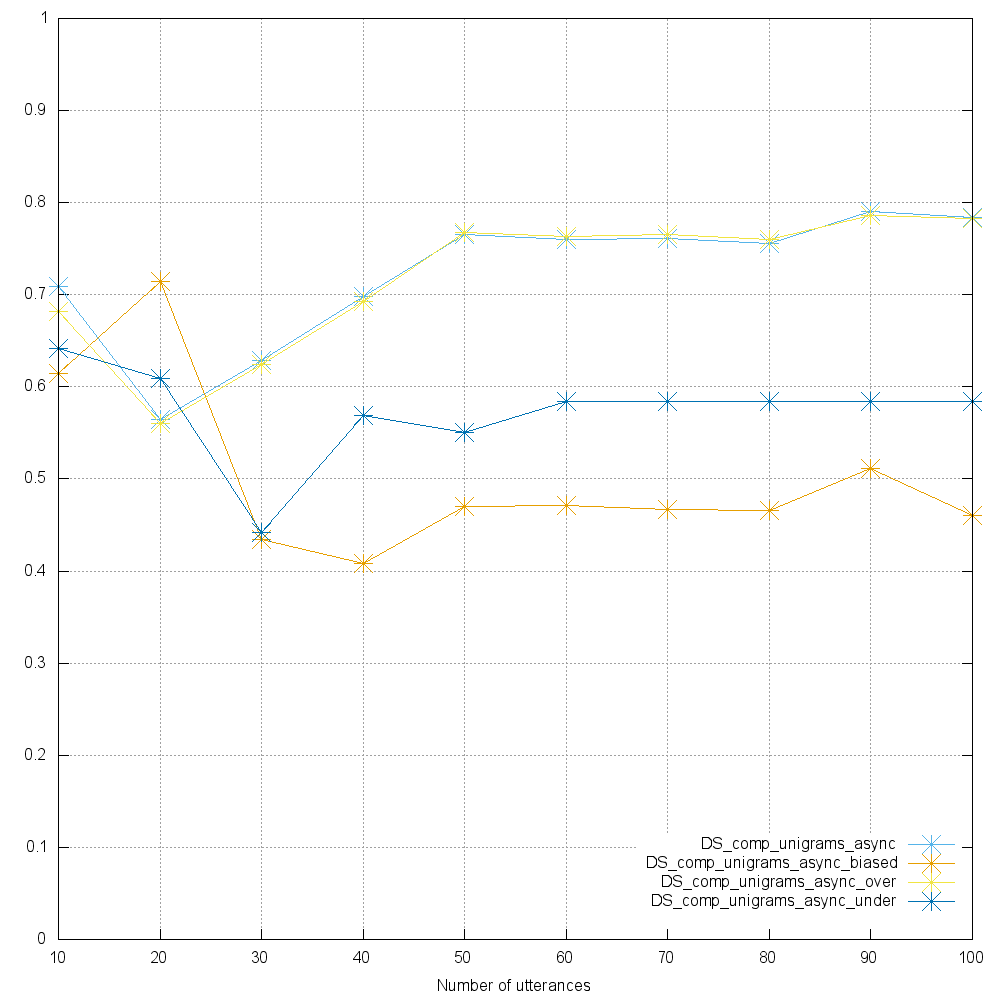 1
0.9
0.8
0.7
0.6
0.5
0.4
0.3
0.2
0.1
0
DS_comp_unigrams_async
DS_comp_unigrams_async_biased
DS_comp_unigrams_async_over
DS_comp_unigrams_async_under
10 20 30 40 50 60 70 80 90 100
Number of utterances